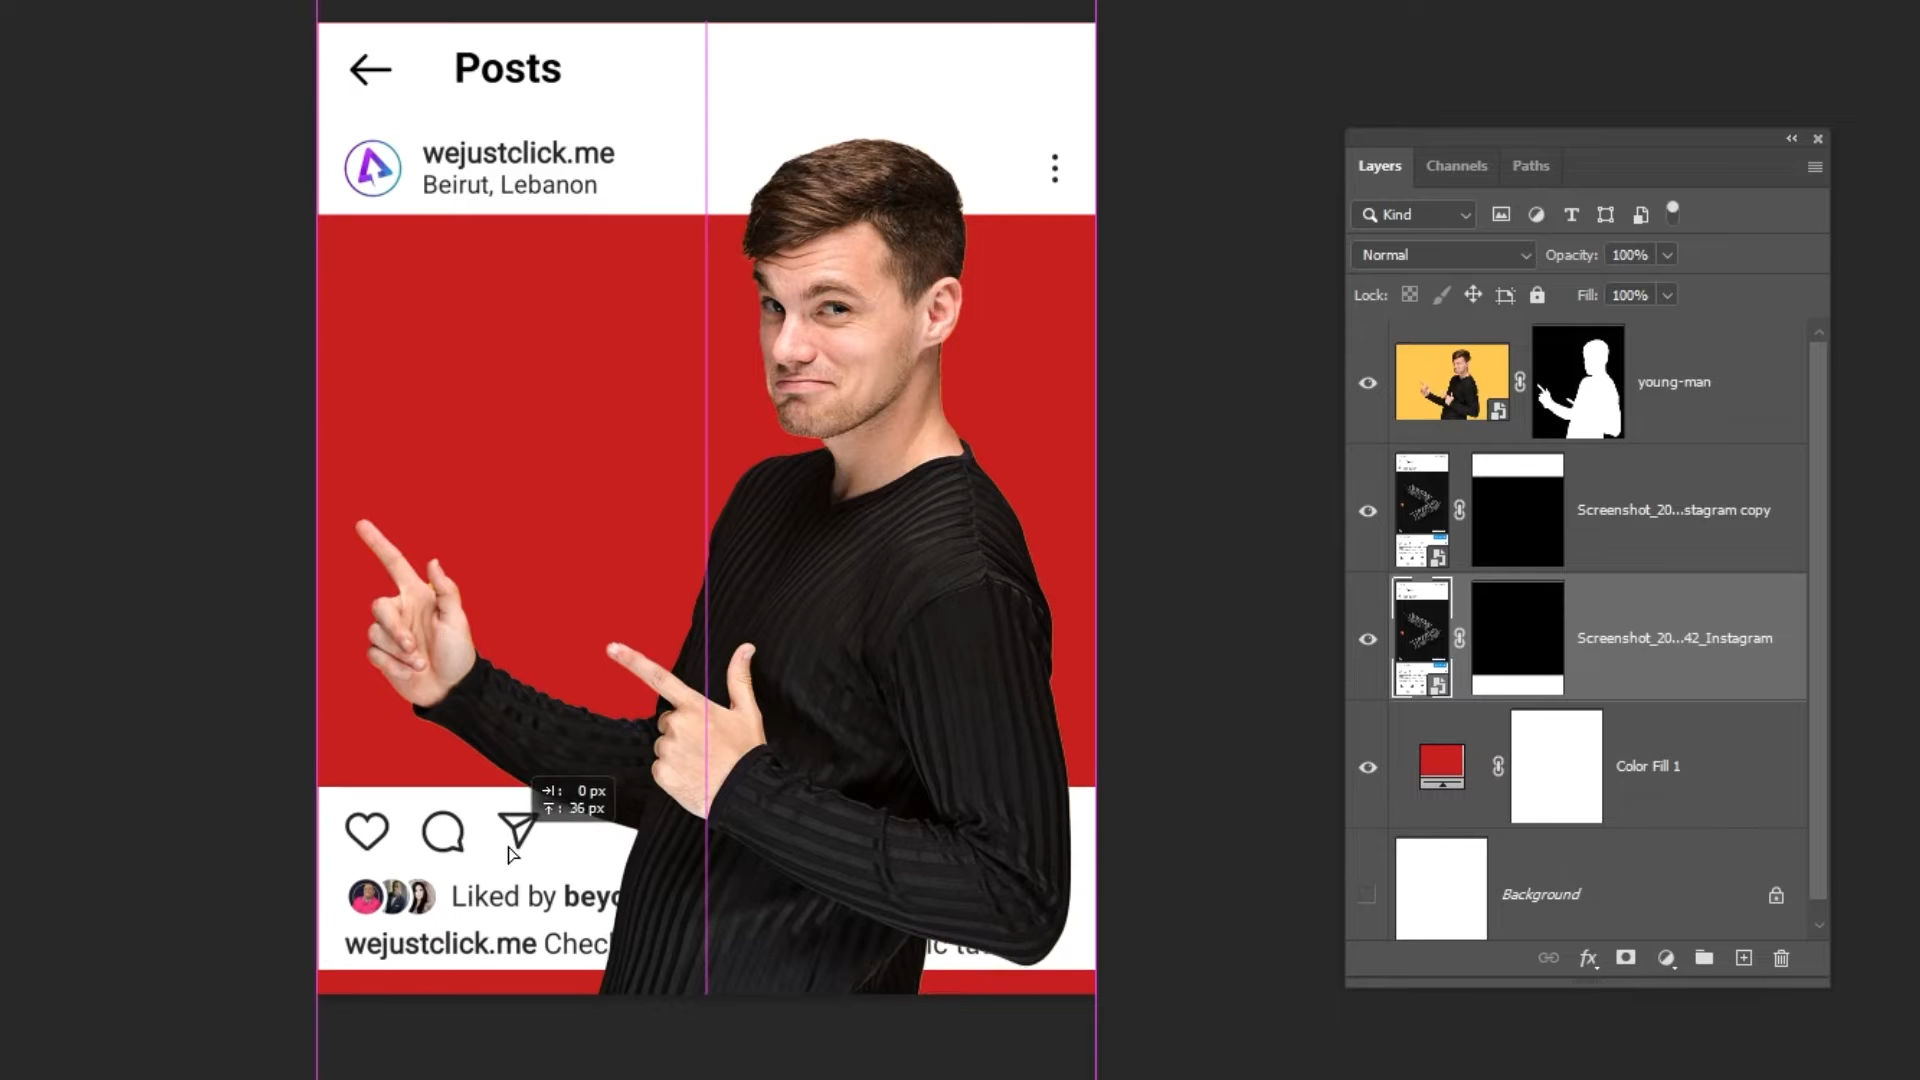 Posts
wejustclick.me
Beirut, Lebanon
0 px
36 px
Liked by beyo
wejustclick.me Chec
Layers Channels Paths
Kind
Normal Opacity: 100%
Lock: Fill: 100%
young-man
Screenshot_20...stagram copy
Screenshot_20...42_Instagram
Color Fill 1
Background
fx